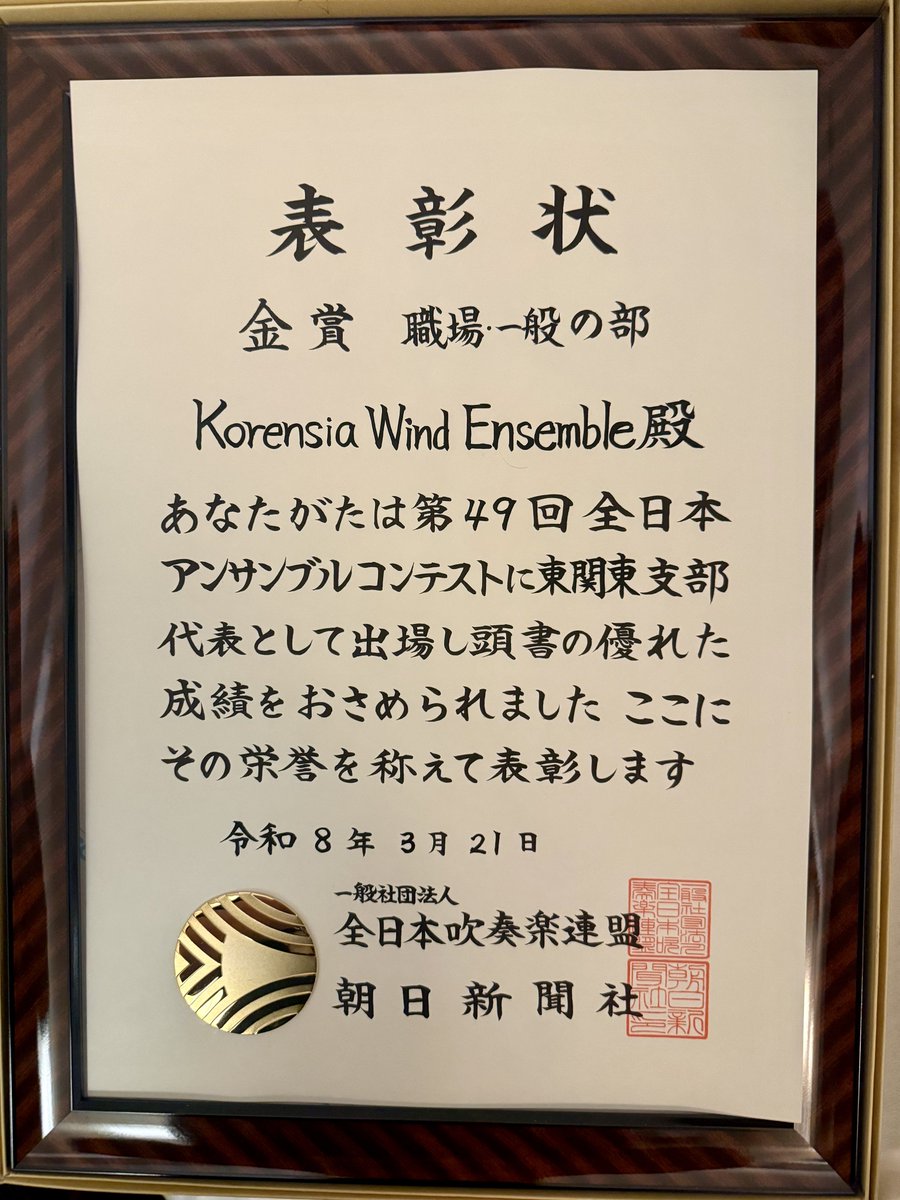 表彰状
金賞 職場・一般の部
Korensia Wind Ensemble殿
あなたがたは第49回全日本
アンサンブルコンテストに東関東支部
代表として出場し頭書の優れた
成績をおさめられました ここに
その栄誉を称えて表彰します
令和8年3月21日
一般社団法人
全日本吹奏楽連盟
朝日新聞社